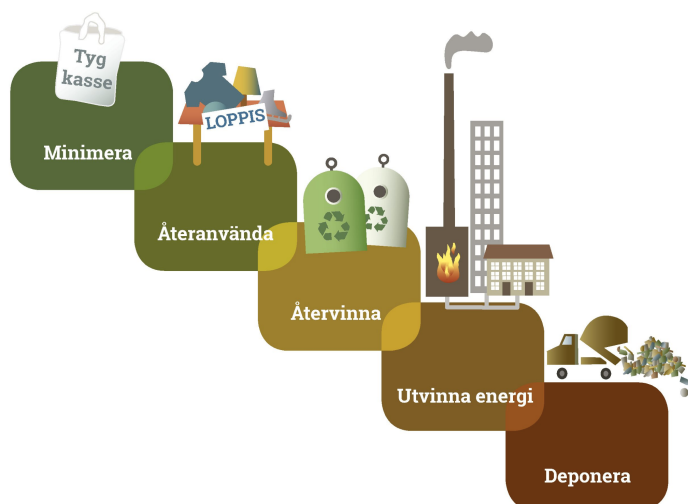 Tyg
kasse
Minimera
LOPPIS
Återanvända
Återvinna
Utvinna energi
Deponera